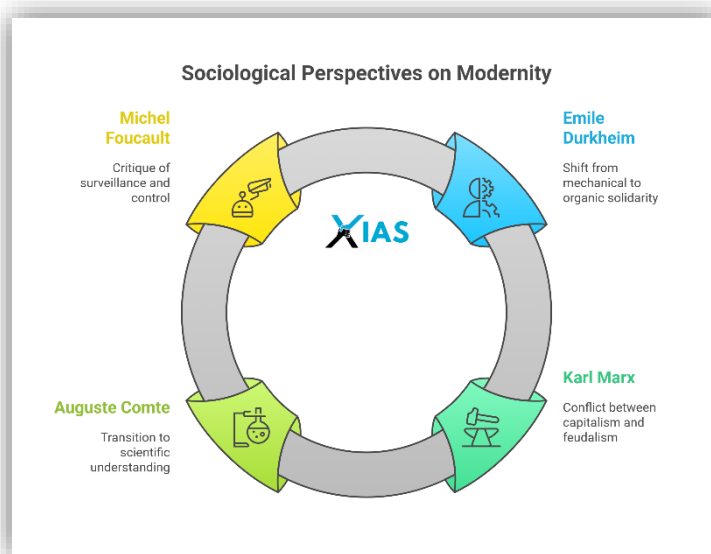 Sociological Perspectives on Modernity
Michel
Foucault
Critique of
surveillance and
control
Emile
Durkheim
Shift from
mechanical to
organic solidarity
XIAS
Auguste Comte
Transition to
scientific
understanding
Karl Marx
Conflict between
capitalism and
feudalism